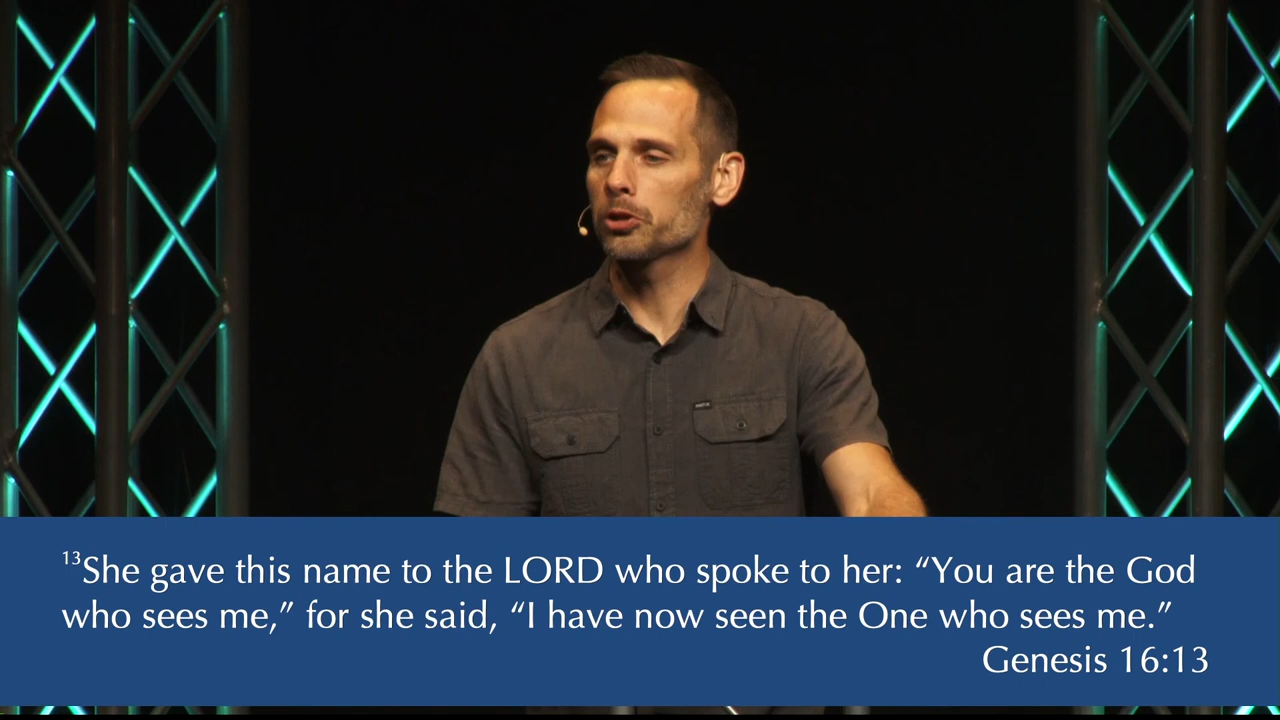 ¹³She gave this name to the LORD who spoke to her: “You are the God
who sees me,” for she said, “I have now seen the One who sees me.”
Genesis 16:13